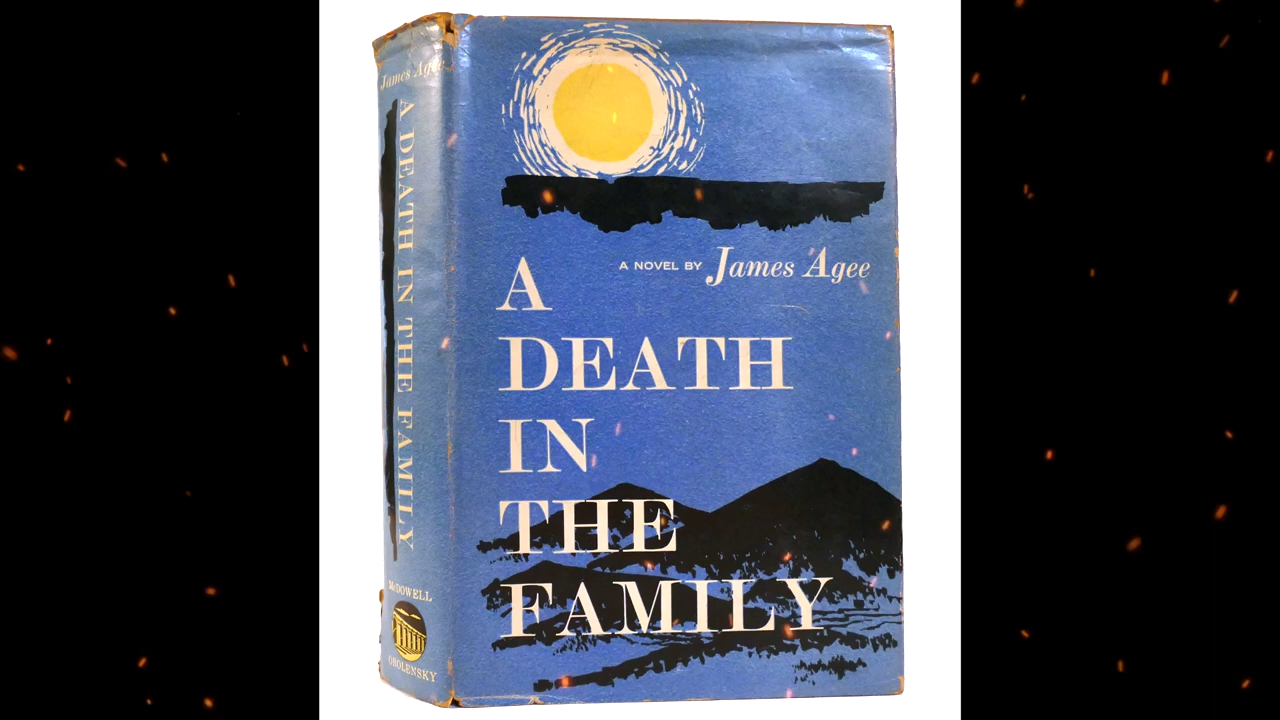 James Agee
A DEATH IN THE FAMILY
McDOWELL
OBOLENSKY
A NOVEL BY James Agee
A
DEATH
IN
THE
FAMILY